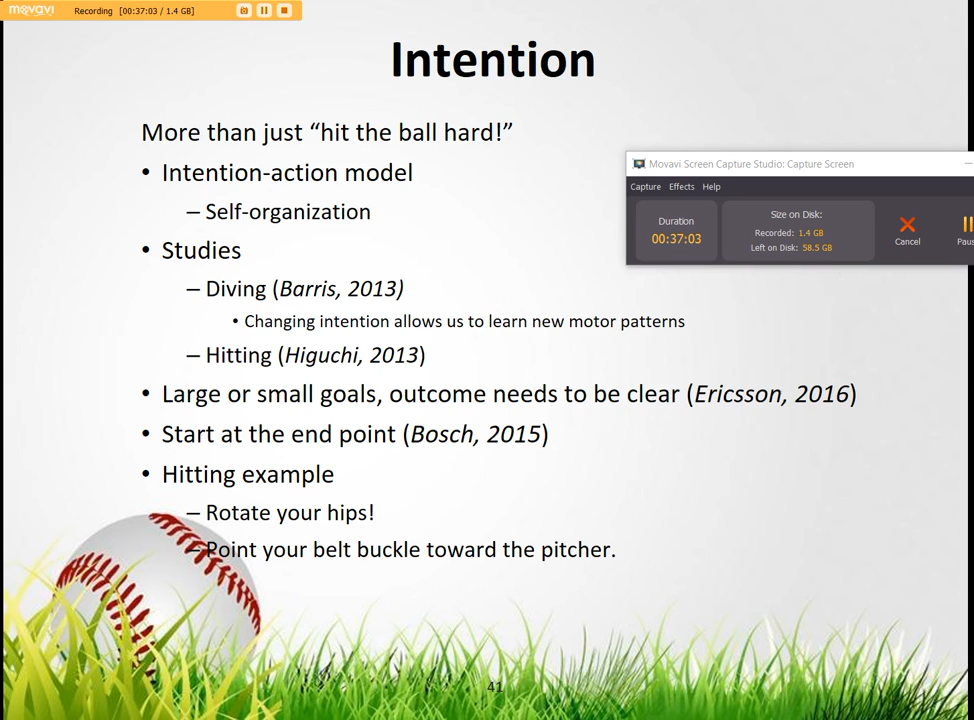 movavi Recording [00:37:03 / 1.4 GB]
Intention
More than just “hit the ball hard!”
• Intention-action model
– Self-organization
• Studies
– Diving (Barris, 2013)
• Changing intention allows us to learn new motor patterns
– Hitting (Higuchi, 2013)
• Large or small goals, outcome needs to be clear (Ericsson, 2016)
• Start at the end point (Bosch, 2015)
• Hitting example
– Rotate your hips!
– Point your belt buckle toward the pitcher.
41
Movavi Screen Capture Studio: Capture Screen
Capture Effects Help
Duration
00:37:03
Size on Disk:
Recorded: 1.4 GB
Left on Disk: 58.5 GB
Cancel
Paus